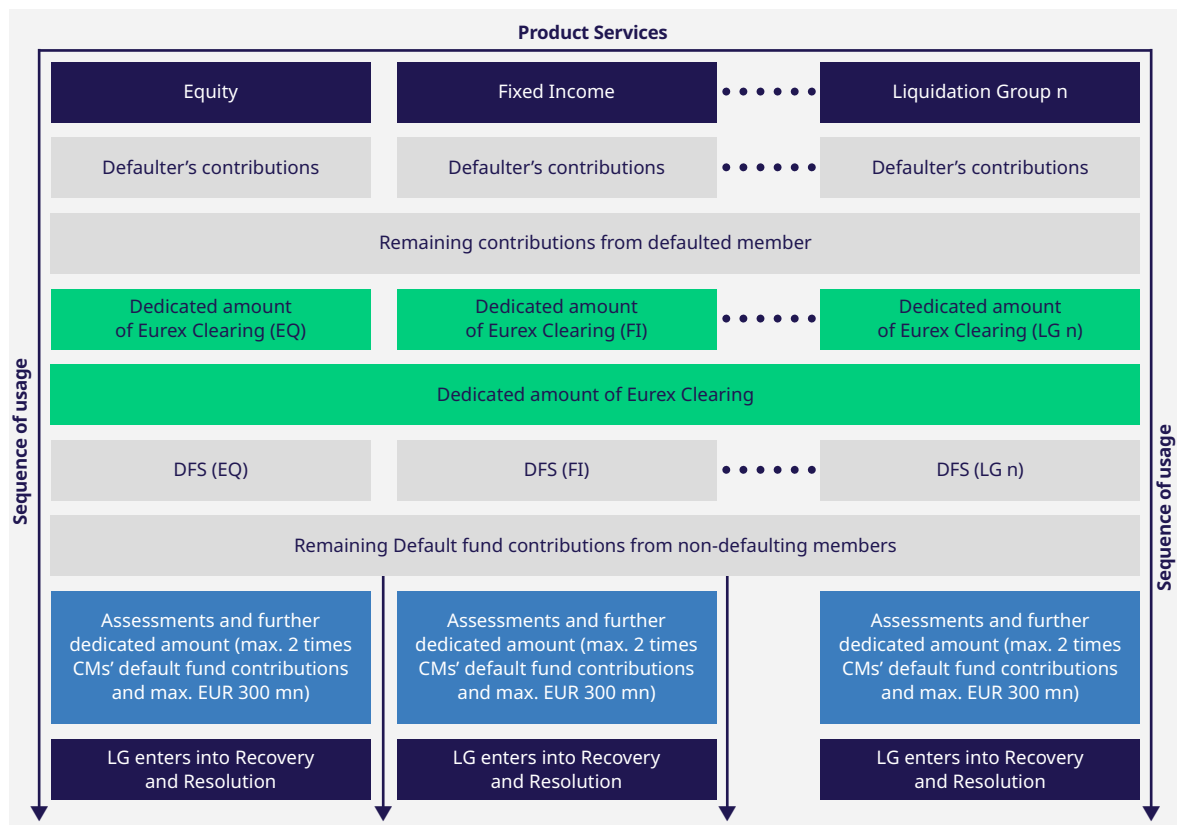 Product Services
Equity
Fixed Income
Liquidation Group n
Defaulter’s contributions
Defaulter’s contributions
Defaulter’s contributions
Remaining contributions from defaulted member
Dedicated amount
of Eurex Clearing (EQ)
Dedicated amount
of Eurex Clearing (FI)
Dedicated amount
of Eurex Clearing (LG n)
Dedicated amount of Eurex Clearing
DFS (EQ)
DFS (FI)
DFS (LG n)
Remaining Default fund contributions from non-defaulting members
Assessments and further
dedicated amount (max. 2 times
CMs’ default fund contributions
and max. EUR 300 mn)
Assessments and further
dedicated amount (max. 2 times
CMs’ default fund contributions
and max. EUR 300 mn)
Assessments and further
dedicated amount (max. 2 times
CMs’ default fund contributions
and max. EUR 300 mn)
LG enters into Recovery
and Resolution
LG enters into Recovery
and Resolution
LG enters into Recovery
and Resolution
Sequence of usage
Sequence of usage